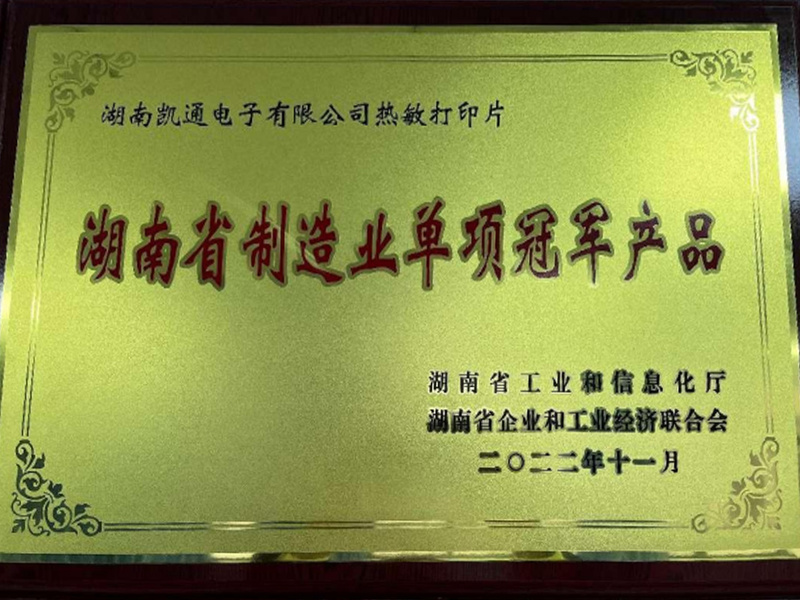 湖南凯通电子有限公司热敏打印片
湖南省制造业单项冠军产品
湖南省工业和信息化厅
湖南省企业和工业经济联合会
二〇二二年十一月